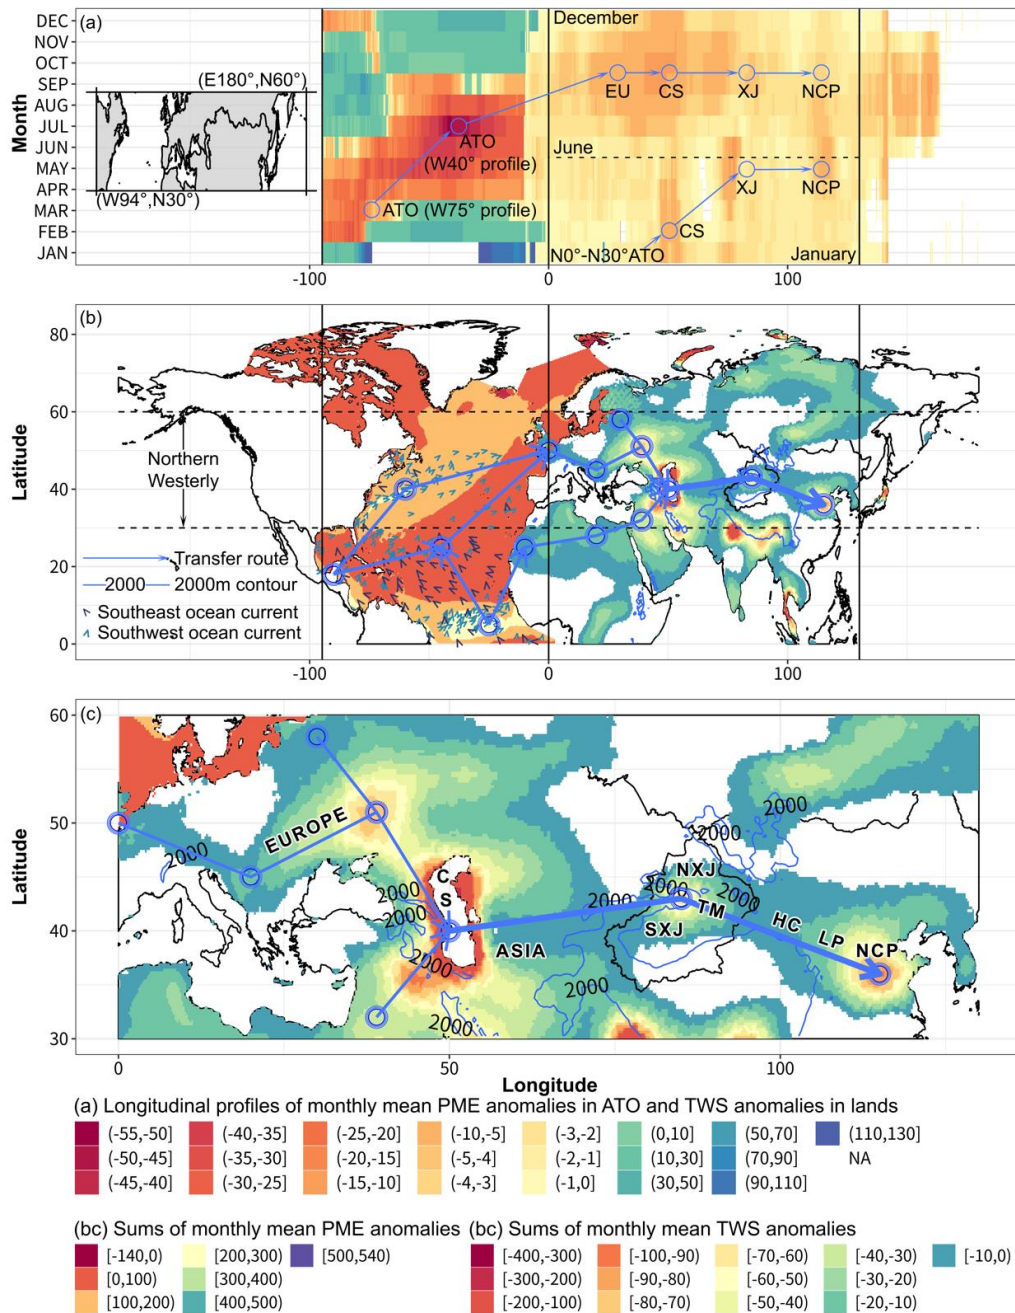 (a)
December
DEC
NOV
OCT
SEP
AUG
JUL
JUN
MAY
APR
MAR
FEB
JAN
Month
(E180°,N60°)
(W94°,N30°)
EU
CS
XJ
NCP
ATO
(W40° profile)
June
XJ
NCP
ATO (W75° profile)
CS
N0°-N30°ATO
January
-100
0
100
(b)
80
60
40
20
0
Latitude
Northern
Westerly
Transfer route
2000
2000m contour
Southeast ocean current
Southwest ocean current
-100
0
100
(c)
60
50
40
30
Latitude
2000
EUROPE
2000
2000
NXJ
C
S
2000
2000
2000
2000
2000
TM
HC
LP
SXJ
NCP
ASIA
2000
2000
2000
0
50
100
Longitude
(a) Longitudinal profiles of monthly mean PME anomalies in ATO and TWS anomalies in lands
(-55,-50] (-40,-35] (-25,-20] (-10,-5] (-3,-2] (0,10] (50,70] (110,130]
(-50,-45] (-35,-30] (-20,-15] (-5,-4] (-2,-1] (10,30] (70,90] NA
(-45,-40] (-30,-25] (-15,-10] (-4,-3] (-1,0] (30,50] (90,110]
(bc) Sums of monthly mean PME anomalies
[-140,0) [200,300) [500,540)
[0,100) [300,400)
[100,200) [400,500)
(bc) Sums of monthly mean TWS anomalies
[-400,-300) [-100,-90) [-70,-60) [-40,-30) [-10,0)
[-300,-200) [-90,-80) [-60,-50) [-30,-20)
[-200,-100) [-80,-70) [-50,-40) [-20,-10)